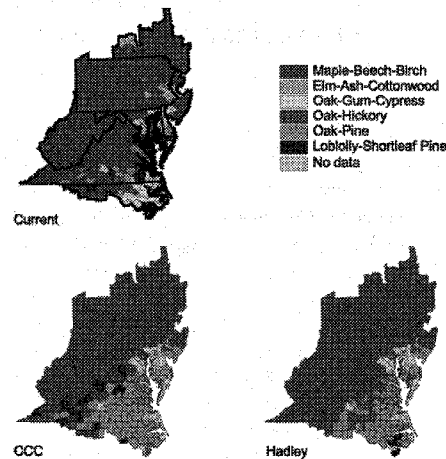 Maple-Beech-Birch
Elm-Ash-Cottonwood
Oak-Gum-Cypress
Oak-Hickory
Oak-Pine
Loblolly-Shortleaf Pine
No data
Current
CCC
Hadley